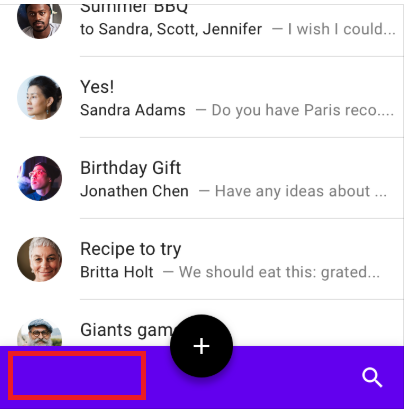 Summer BBQ
to Sandra, Scott, Jennifer — I wish I could...
Yes!
Sandra Adams — Do you have Paris reco....
Birthday Gift
Jonathen Chen — Have any ideas about ...
Recipe to try
Britta Holt — We should eat this: grated...
Giants gam